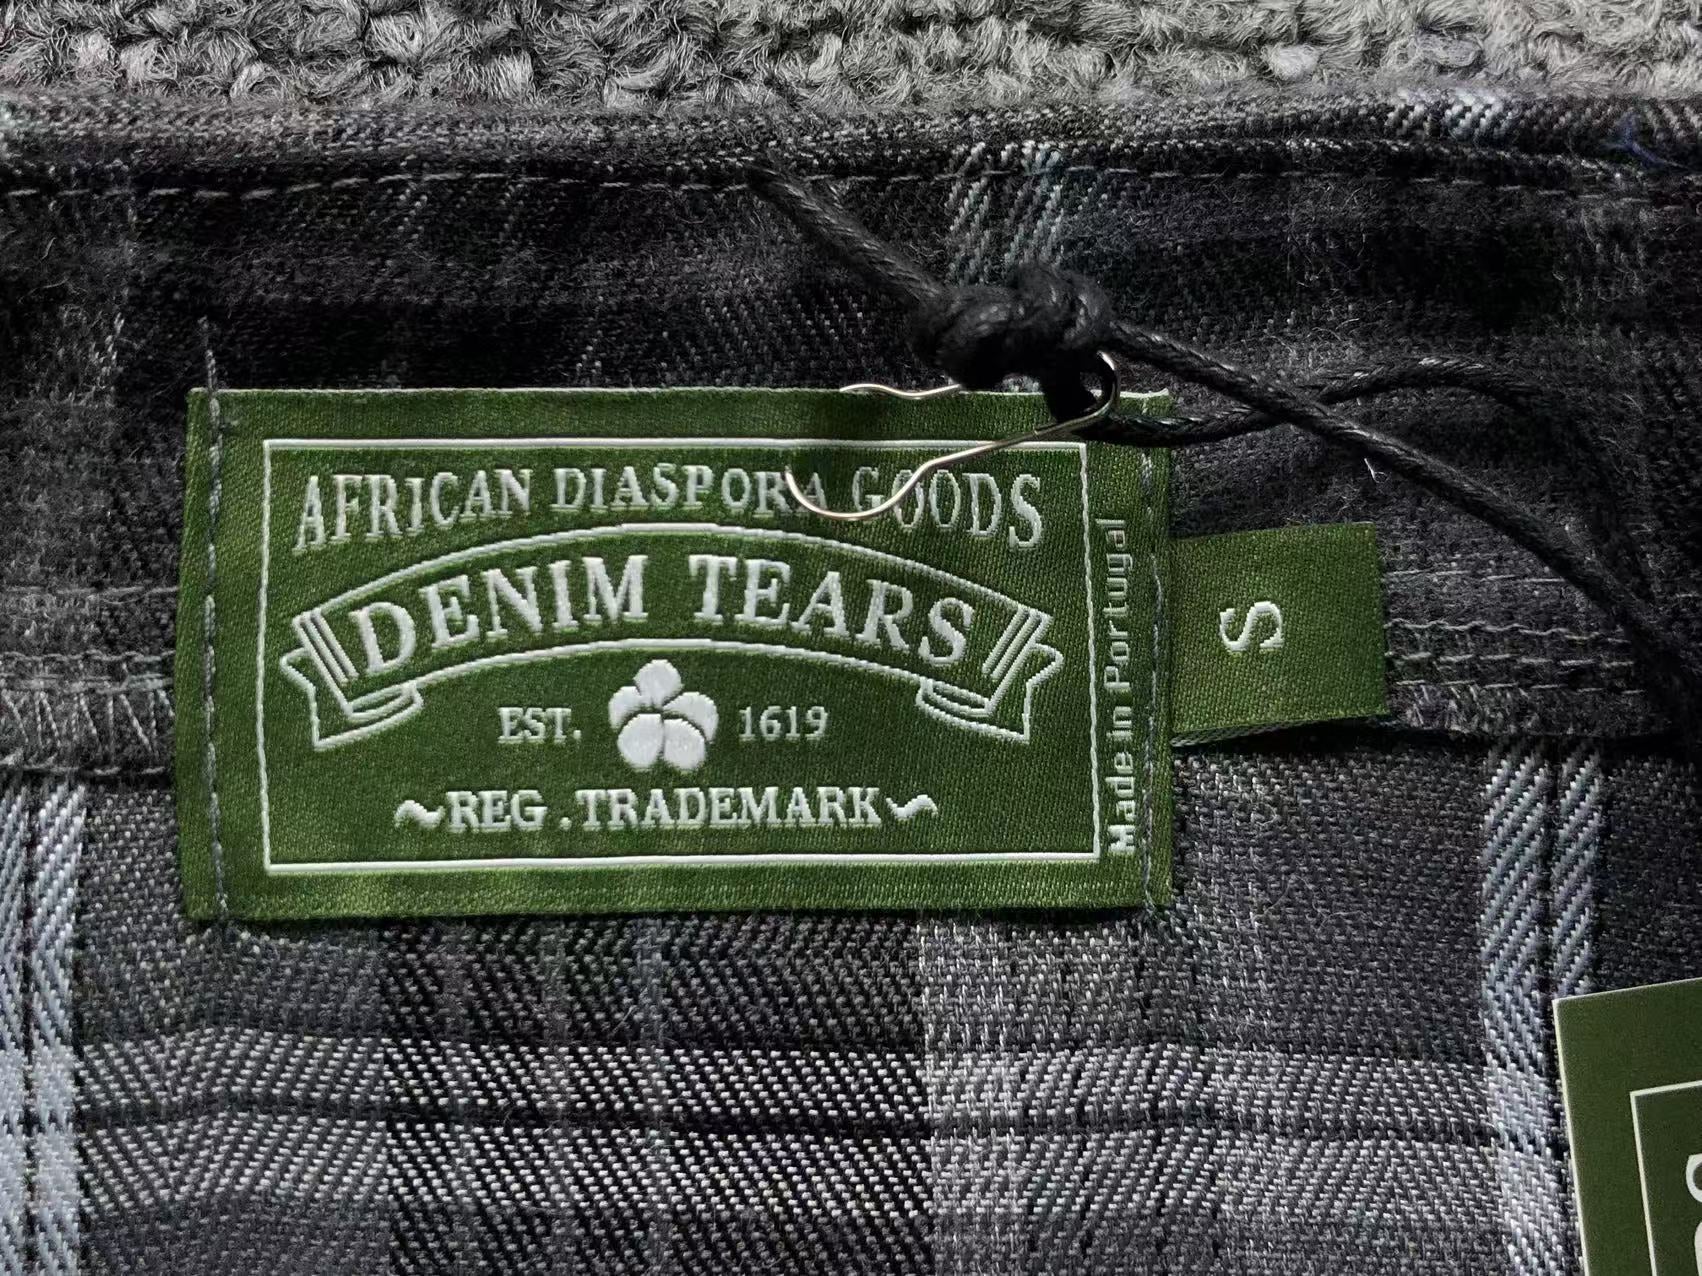 AFRICAN DIASPORA GOODS
DENIM TEARS
EST. 1619
~REG .TRADEMARK~
Made in Portugal
S